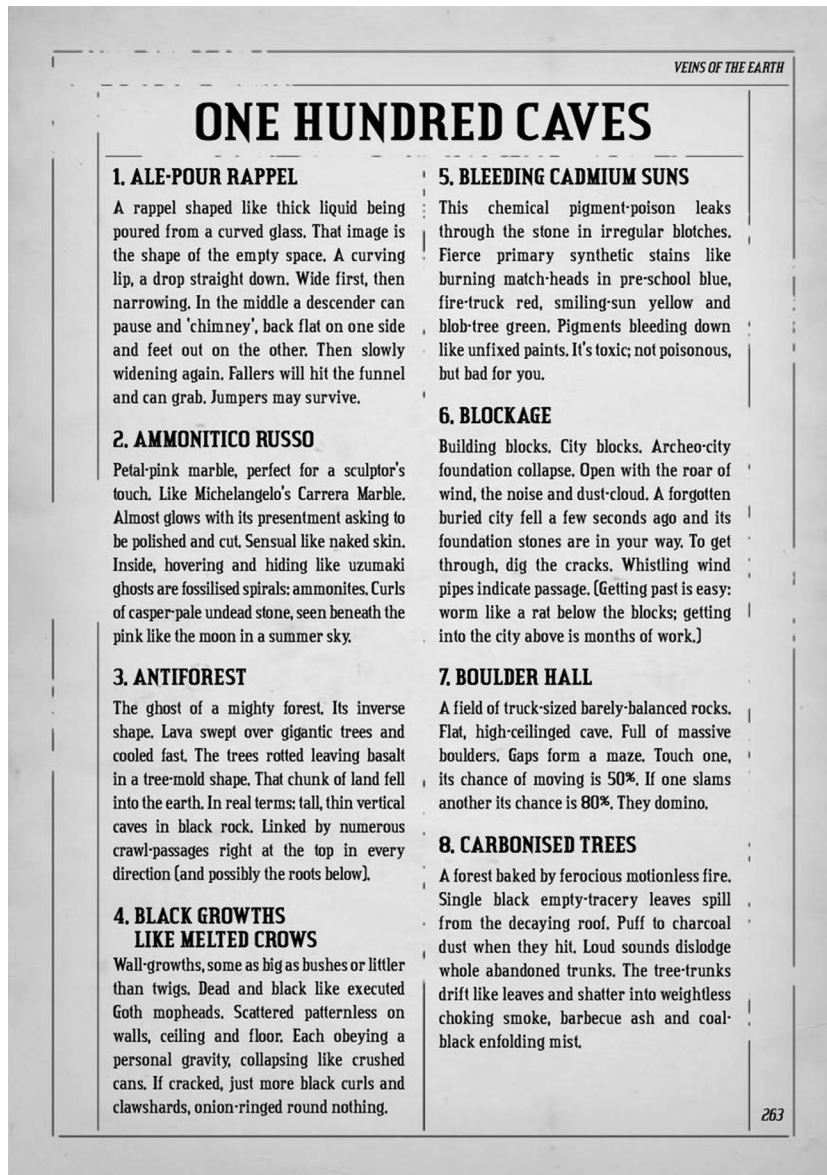 VEINS OF THE EARTH
ONE HUNDRED CAVES
1. ALE-POUR RAPPEL
A rappel shaped like thick liquid being
poured from a curved glass. That image is
the shape of the empty space. A curving
lip, a drop straight down. Wide first, then
narrowing. In the middle a descender can
pause and 'chimney', back flat on one side
and feet out on the other. Then slowly
widening again. Fallers will hit the funnel
and can grab. Jumpers may survive.
2. AMMONITICO RUSSO
Petal-pink marble, perfect for a sculptor's
touch. Like Michelangelo's Carrera Marble.
Almost glows with its presentment asking to
be polished and cut. Sensual like naked skin.
Inside, hovering and hiding like uzumaki
ghosts are fossilised spirals: ammonites. Curls
of casper-pale undead stone, seen beneath the
pink like the moon in a summer sky.
3. ANTIFOREST
The ghost of a mighty forest. Its inverse
shape. Lava swept over gigantic trees and
cooled fast. The trees rotted leaving basalt
in a tree-mold shape. That chunk of land fell
into the earth. In real terms: tall, thin vertical
caves in black rock. Linked by numerous
crawl-passages right at the top in every
direction (and possibly the roots below).
4. BLACK GROWTHS
LIKE MELTED CROWS
Wall-growths, some as big as bushes or littler
than twigs. Dead and black like executed
Goth mopheads. Scattered patternless on
walls, ceiling and floor. Each obeying a
personal gravity, collapsing like crushed
cans. If cracked, just more black curls and
clawshards, onion-ringed round nothing.
5. BLEEDING CADMIUM SUNS
This chemical pigment-poison leaks
through the stone in irregular blotches.
Fierce primary synthetic stains like
burning match-heads in pre-school blue,
fire-truck red, smiling-sun yellow and
blob-tree green. Pigments bleeding down
like unfixed paints. It's toxic; not poisonous,
but bad for you.
6. BLOCKAGE
Building blocks. City blocks. Archeo-city
foundation collapse. Open with the roar of
wind, the noise and dust-cloud. A forgotten
buried city fell a few seconds ago and its
foundation stones are in your way. To get
through, dig the cracks. Whistling wind
pipes indicate passage. (Getting past is easy:
worm like a rat below the blocks; getting
into the city above is months of work.)
7. BOULDER HALL
A field of truck-sized barely-balanced rocks.
Flat, high-ceilinged cave. Full of massive
boulders. Gaps form a maze. Touch one,
its chance of moving is 50%. If one slams
another its chance is 80%. They domino.
8. CARBONISED TREES
A forest baked by ferocious motionless fire.
Single black empty-tracery leaves spill
from the decaying roof. Puff to charcoal
dust when they hit. Loud sounds dislodge
whole abandoned trunks. The tree-trunks
drift like leaves and shatter into weightless
choking smoke, barbecue ash and coal-
black enfolding mist.
263